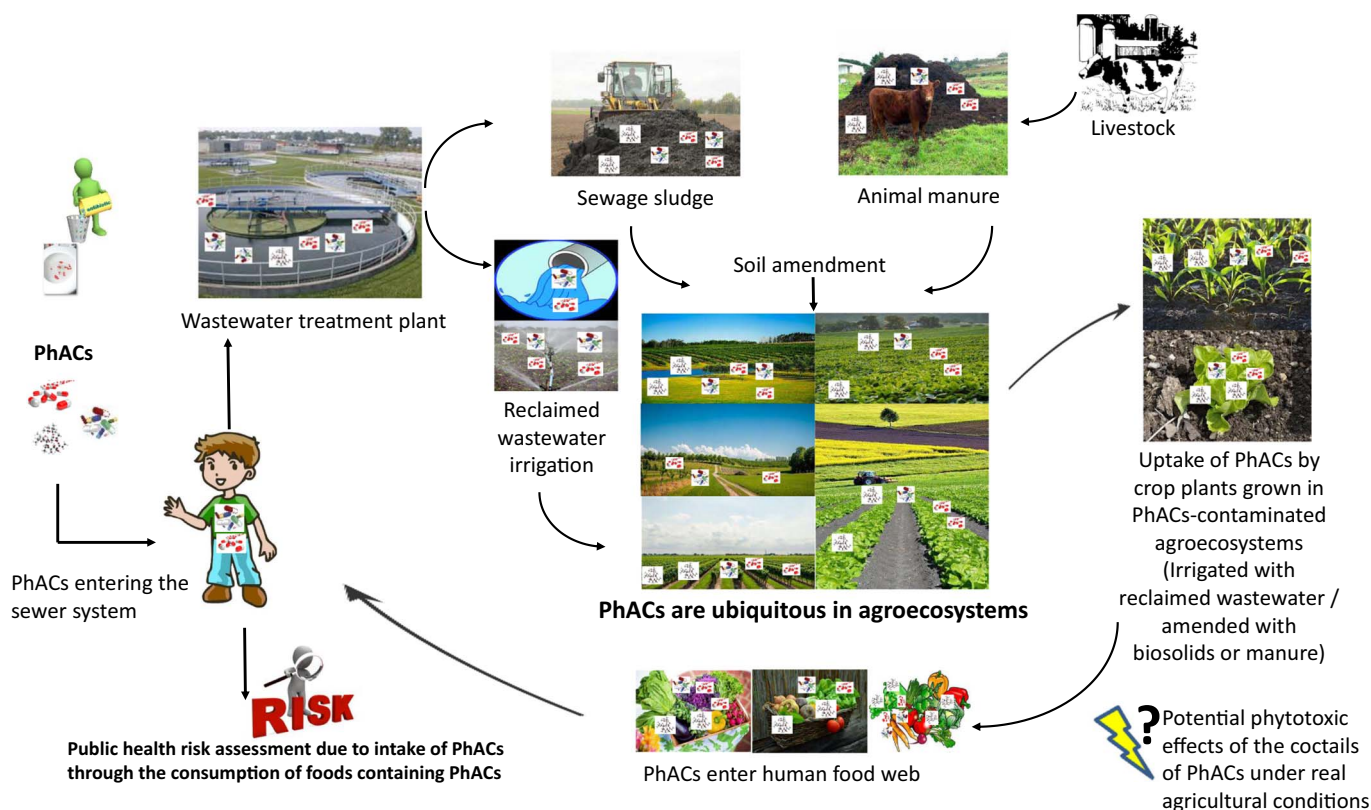 Livestock
Sewage sludge
Animal manure
antibiotic
Soil amendment
Wastewater treatment plant
PhACs
Reclaimed
wastewater
irrigation
PhACs entering the
sewer system
PhACs are ubiquitous in agroecosystems
Uptake of PhACs by
crop plants grown in
PhACs-contaminated
agroecosystems
(Irrigated with
reclaimed wastewater /
amended with
biosolids or manure)
RISK
Public health risk assessment due to intake of PhACs
through the consumption of foods containing PhACs
PhACs enter human food web
?
Potential phytotoxic
effects of the coctails
of PhACs under real
agricultural conditions